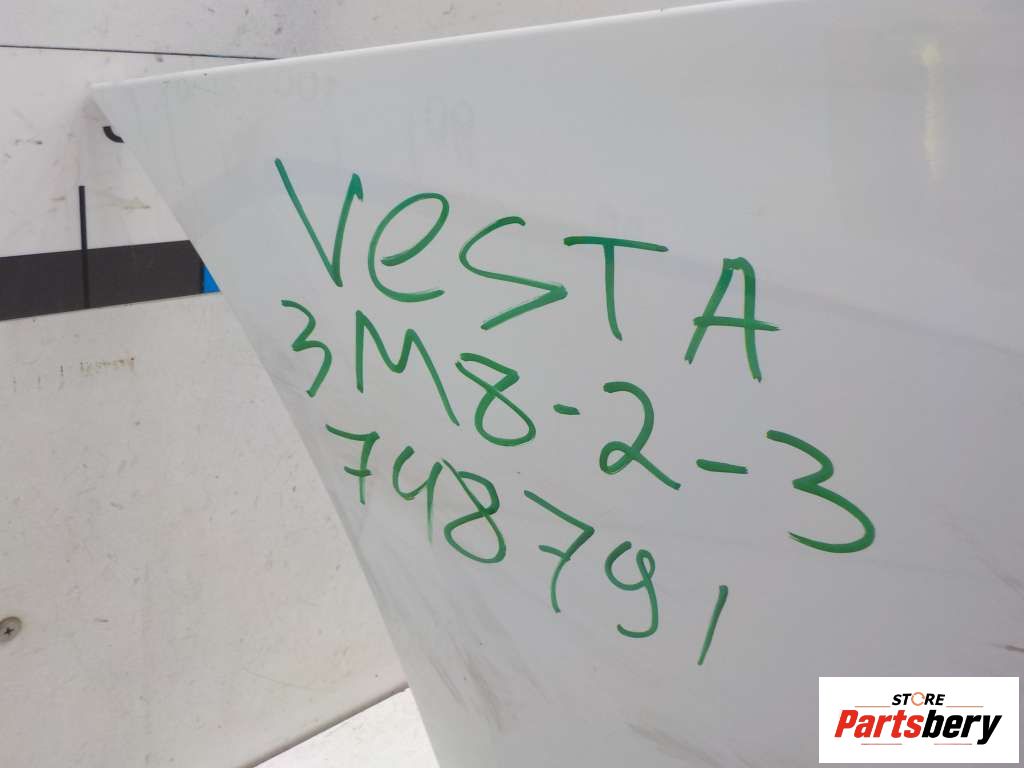 VeSTA
3M8-2-3
748791
STORE
Partsbery